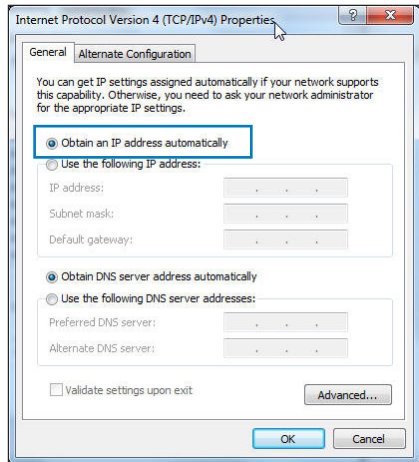 Internet Protocol Version 4 (TCP/IPv4) Properties
General
Alternate Configuration
You can get IP settings assigned automatically if your network supports
this capability. Otherwise, you need to ask your network administrator
for the appropriate IP settings.
Obtain an IP address automatically
Use the following IP address:
IP address:
Subnet mask:
Default gateway:
Obtain DNS server address automatically
Use the following DNS server addresses:
Preferred DNS server:
Alternate DNS server:
Validate settings upon exit
Advanced...
OK
Cancel